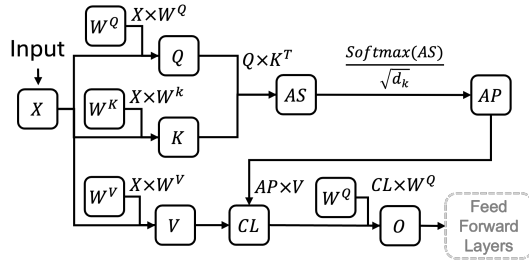 W^Q
X×W^Q
Input
Q
Q×K^T
Softmax(AS)
√d_k
X
W^K
X×W^k
K
AS
AP
W^V
X×W^V
V
AP×V
CL
W^Q
CL×W^Q
O
Feed
Forward
Layers